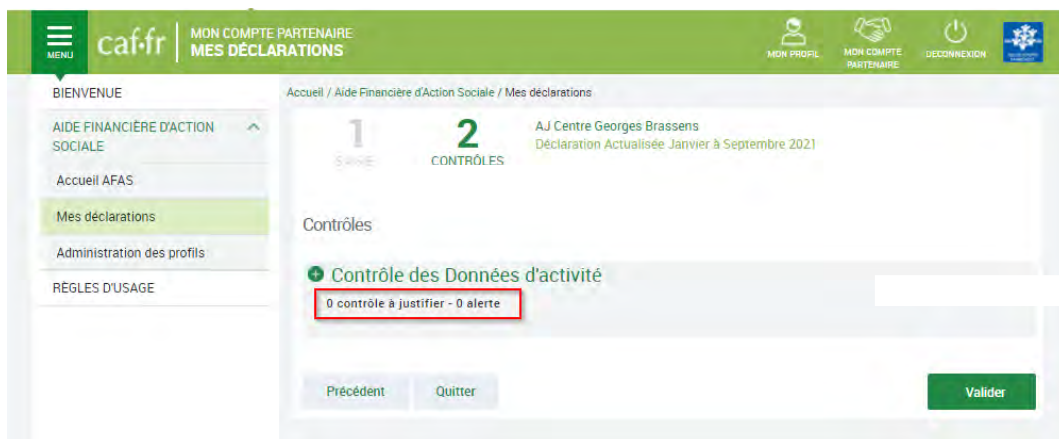 MENU
caf.fr
MON COMPTE PARTENAIRE
MES DÉCLARATIONS
MON PROFIL
MON COMPTE
PARTENAIRE
DECONNEXION
BIENVENUE
AIDE FINANCIÈRE D'ACTION
SOCIALE
Accueil AFAS
Mes déclarations
Administration des profils
RÈGLES D'USAGE
Accueil / Aide Financière d'Action Sociale / Mes déclarations
1
2
CONTRÔLES
AJ Centre Georges Brassens
Déclaration Actualisée Janvier à Septembre 2021
Contrôles
Contrôle des Données d'activité
0 contrôle à justifier - 0 alerte
Précédent
Quitter
Valider